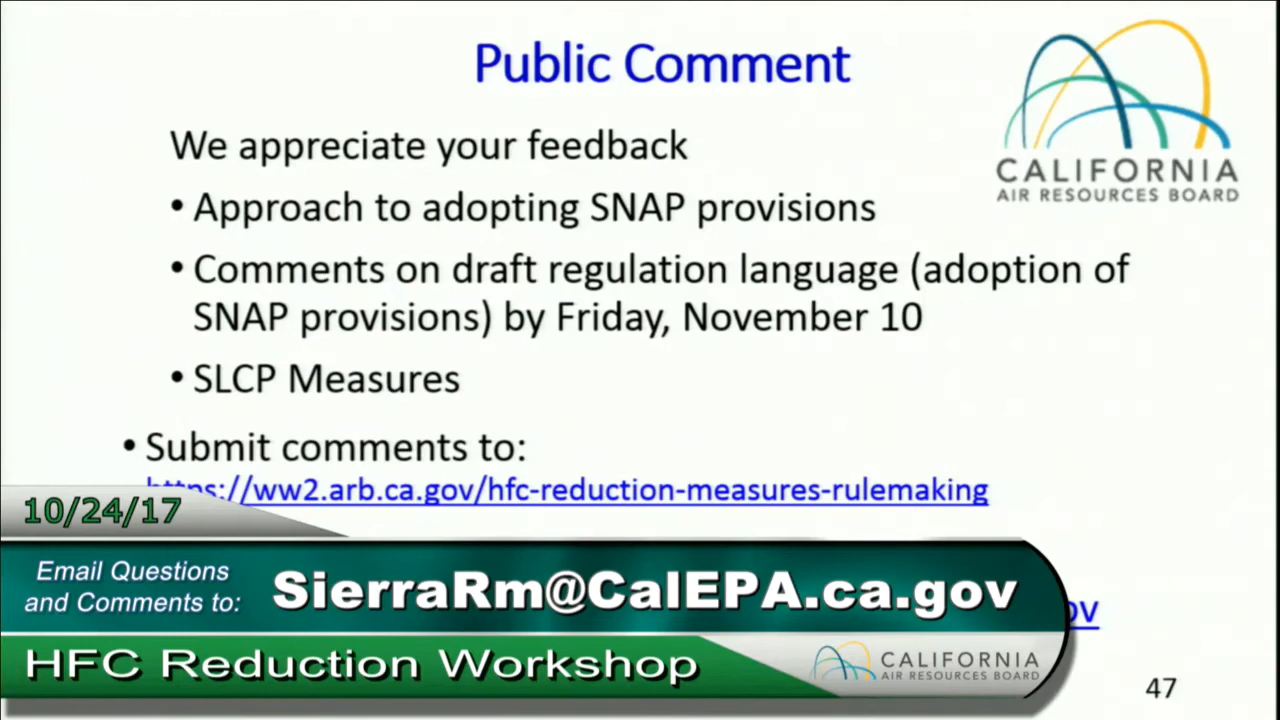 Public Comment
CALIFORNIA
AIR RESOURCES BOARD
We appreciate your feedback
• Approach to adopting SNAP provisions
• Comments on draft regulation language (adoption of
SNAP provisions) by Friday, November 10
• SLCP Measures
• Submit comments to:
https://ww2.arb.ca.gov/hfc-reduction-measures-rulemaking
10/24/17
Email Questions
and Comments to:
SierraRm@CalEPA.ca.gov
ov
HFC Reduction Workshop
CALIFORNIA
AIR RESOURCES BOARD
47